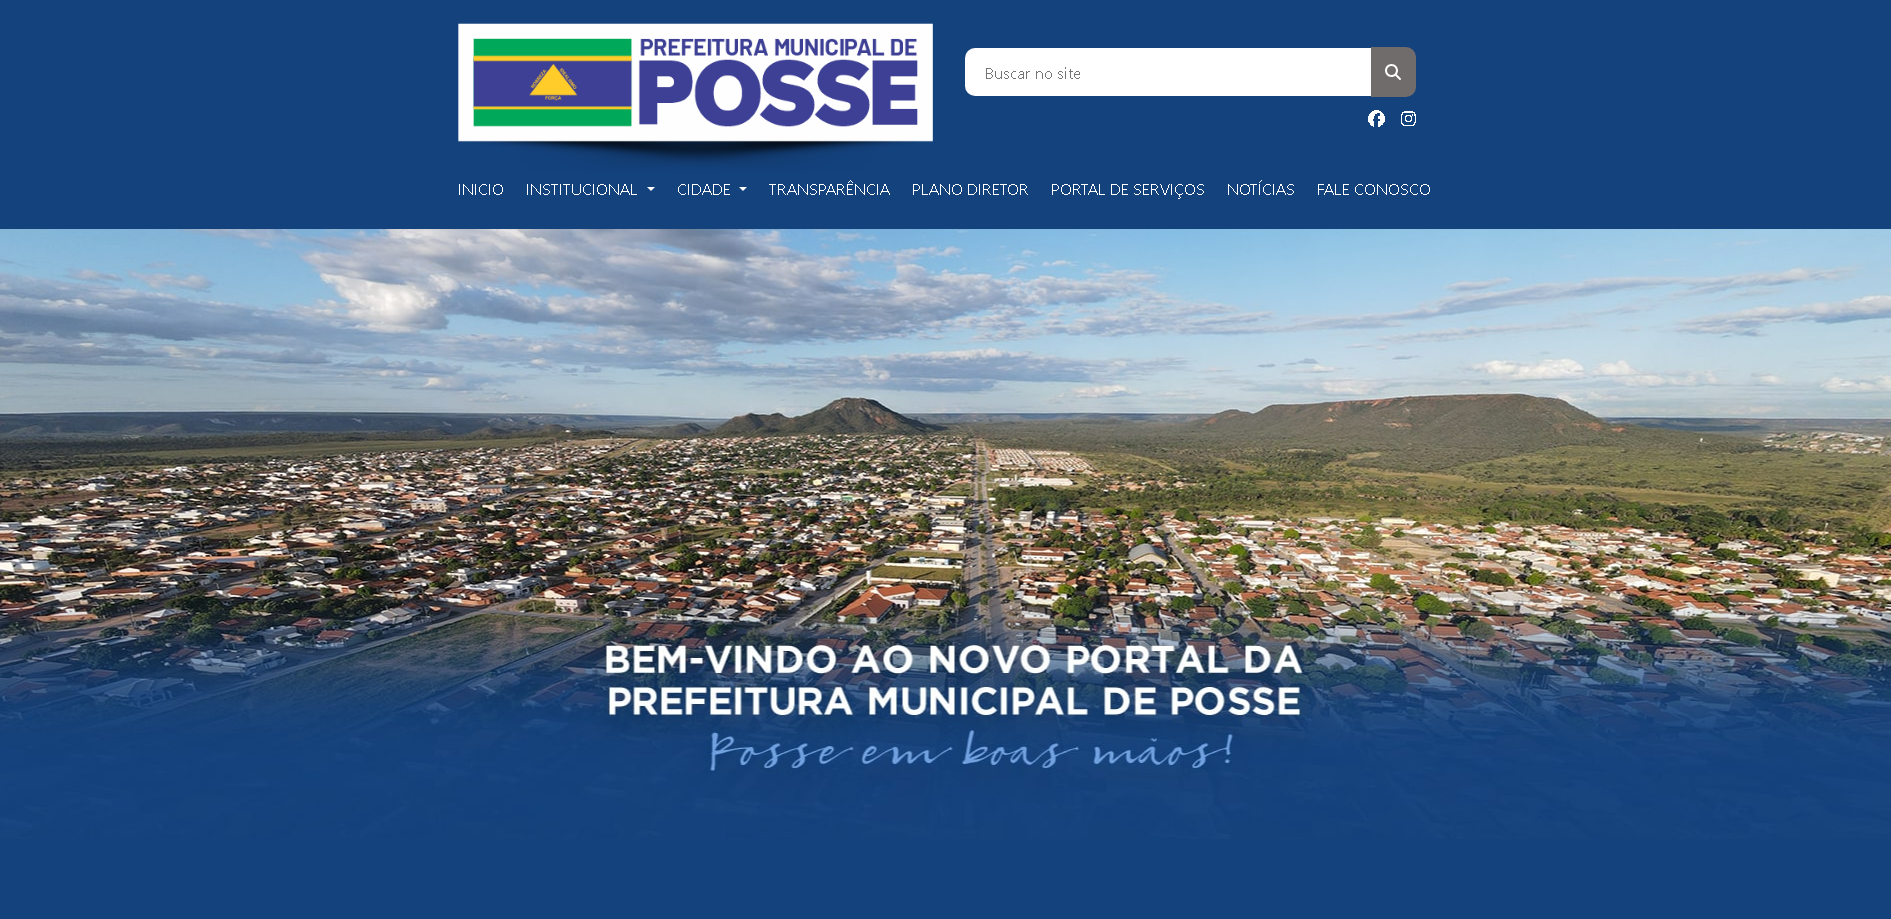 PREFEITURA MUNICIPAL DE
POSSE
FORÇA
Buscar no site
INICIO INSTITUCIONAL CIDADE TRANSPARÊNCIA PLANO DIRETOR PORTAL DE SERVIÇOS NOTÍCIAS FALE CONOSCO
BEM-VINDO AO NOVO PORTAL DA
PREFEITURA MUNICIPAL DE POSSE
Posse em boas mãos!